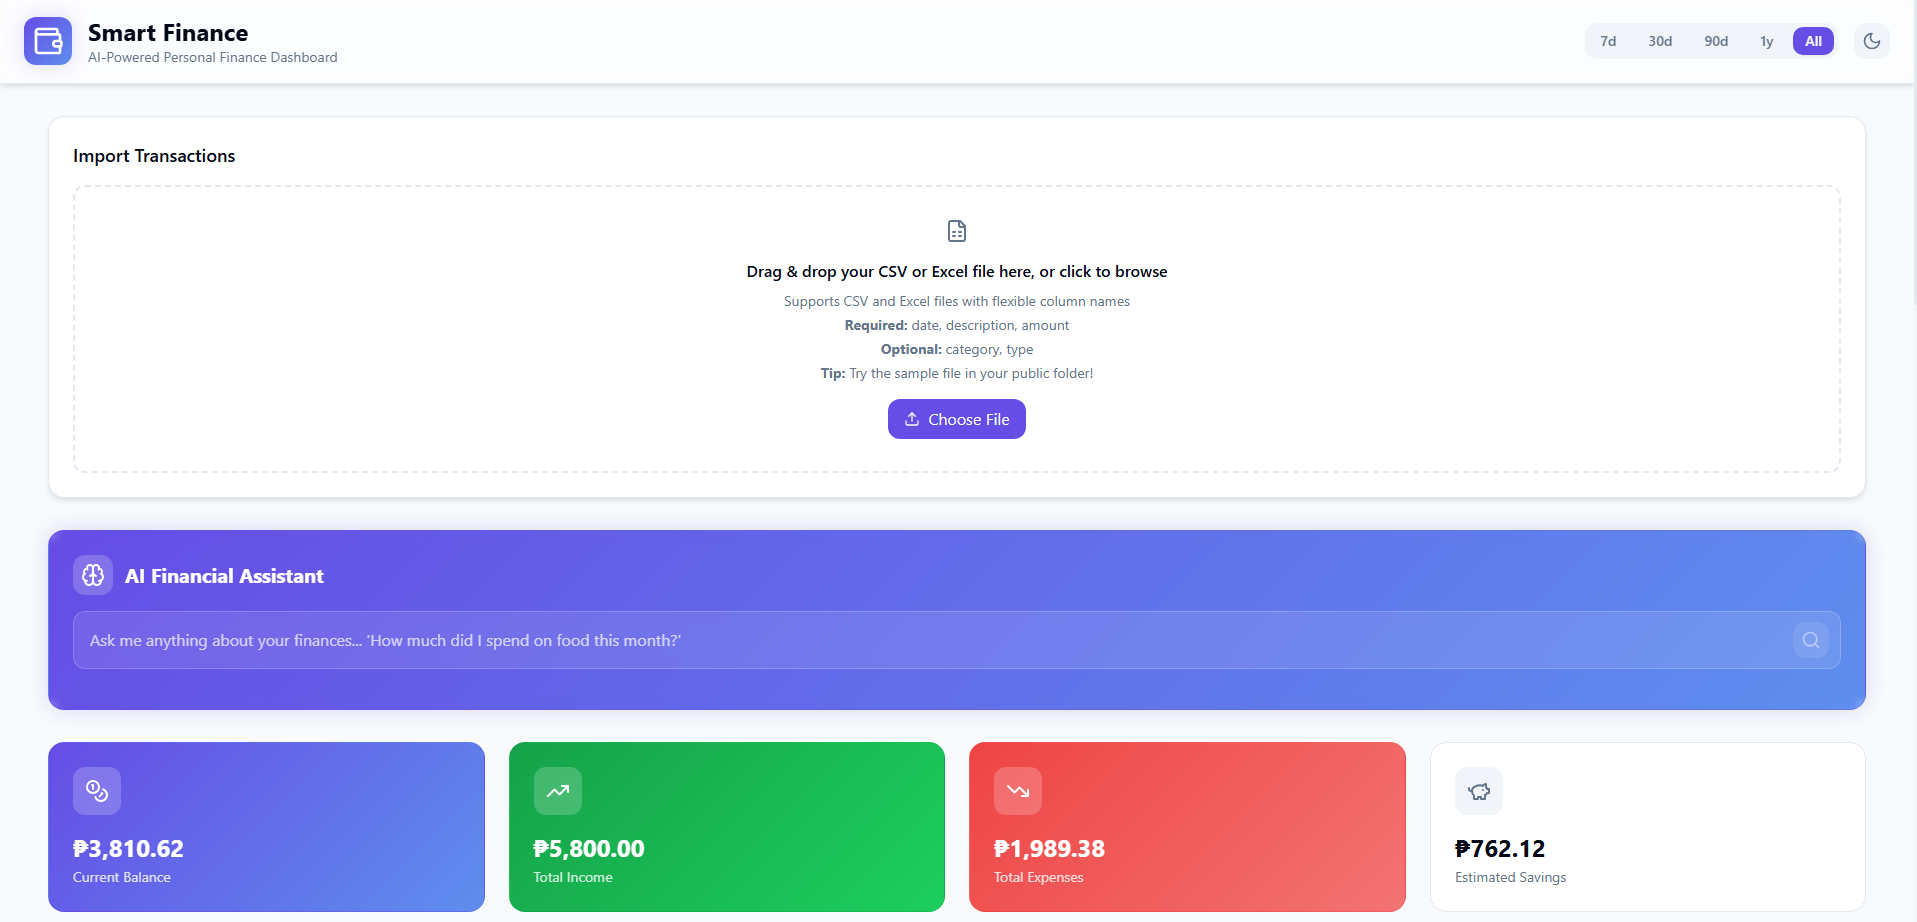 Smart Finance
AI-Powered Personal Finance Dashboard
7d 30d 90d 1y All
Import Transactions
Drag & drop your CSV or Excel file here, or click to browse
Supports CSV and Excel files with flexible column names
Required: date, description, amount
Optional: category, type
Tip: Try the sample file in your public folder!
Choose File
AI Financial Assistant
Ask me anything about your finances... 'How much did I spend on food this month?'
₱3,810.62
Current Balance
₱5,800.00
Total Income
₱1,989.38
Total Expenses
₱762.12
Estimated Savings